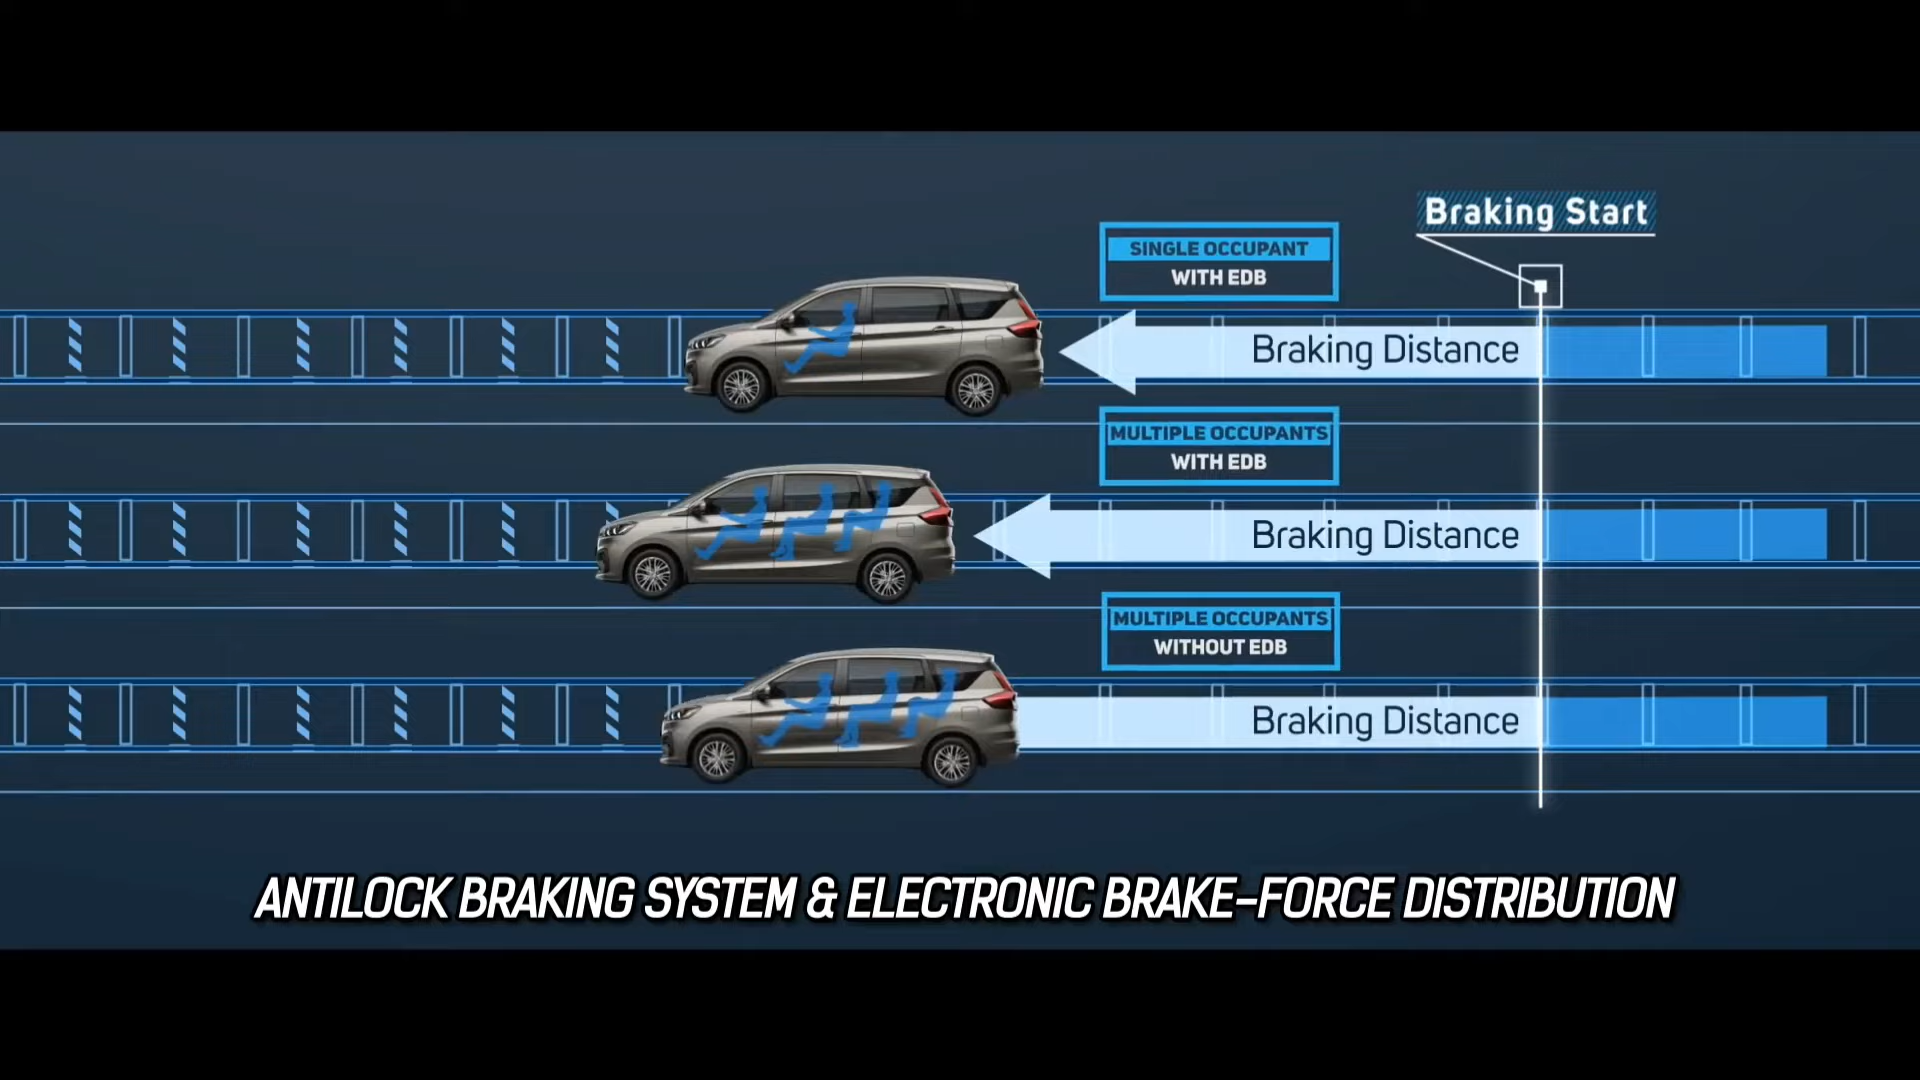 Braking Start
SINGLE OCCUPANT
WITH EDB
Braking Distance
MULTIPLE OCCUPANTS
WITH EDB
Braking Distance
MULTIPLE OCCUPANTS
WITHOUT EDB
Braking Distance
ANTILOCK BRAKING SYSTEM & ELECTRONIC BRAKE-FORCE DISTRIBUTION